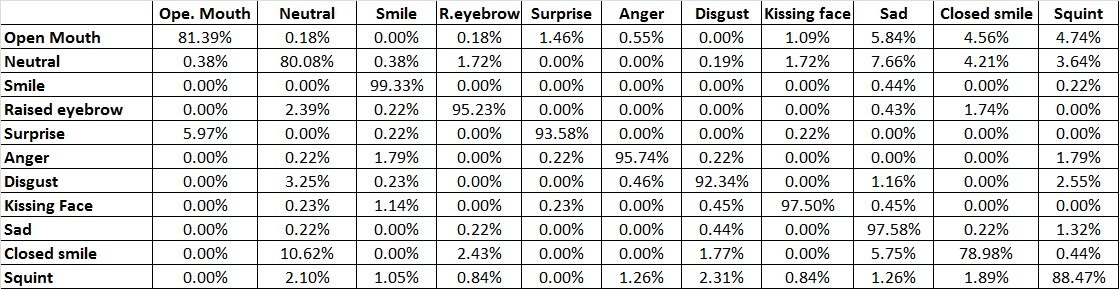 Ope. Mouth Neutral Smile R.eyebrow Surprise Anger Disgust Kissing face Sad Closed smile Squint
Open Mouth 81.39% 0.18% 0.00% 0.18% 1.46% 0.55% 0.00% 1.09% 5.84% 4.56% 4.74%
Neutral 0.38% 80.08% 0.38% 1.72% 0.00% 0.00% 0.19% 1.72% 7.66% 4.21% 3.64%
Smile 0.00% 0.00% 99.33% 0.00% 0.00% 0.00% 0.00% 0.00% 0.44% 0.00% 0.22%
Raised eyebrow 0.00% 2.39% 0.22% 95.23% 0.00% 0.00% 0.00% 0.00% 0.43% 1.74% 0.00%
Surprise 5.97% 0.00% 0.22% 0.00% 93.58% 0.00% 0.00% 0.22% 0.00% 0.00% 0.00%
Anger 0.00% 0.22% 1.79% 0.00% 0.22% 95.74% 0.22% 0.00% 0.00% 0.00% 1.79%
Disgust 0.00% 3.25% 0.23% 0.00% 0.00% 0.46% 92.34% 0.00% 1.16% 0.00% 2.55%
Kissing Face 0.00% 0.23% 1.14% 0.00% 0.23% 0.00% 0.45% 97.50% 0.45% 0.00% 0.00%
Sad 0.00% 0.22% 0.00% 0.22% 0.00% 0.00% 0.44% 0.00% 97.58% 0.22% 1.32%
Closed smile 0.00% 10.62% 0.00% 2.43% 0.00% 0.00% 1.77% 0.00% 5.75% 78.98% 0.44%
Squint 0.00% 2.10% 1.05% 0.84% 0.00% 1.26% 2.31% 0.84% 1.26% 1.89% 88.47%